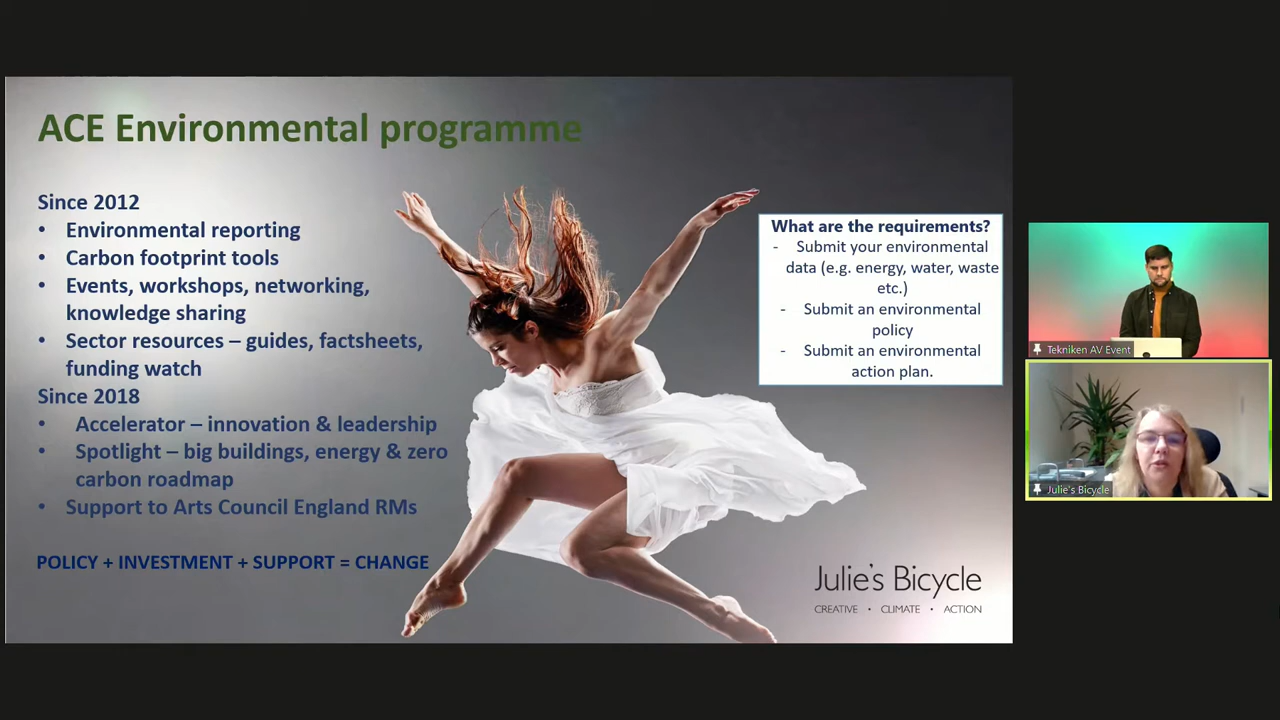 ACE Environmental programme
Since 2012
• Environmental reporting
• Carbon footprint tools
• Events, workshops, networking,
knowledge sharing
• Sector resources – guides, factsheets,
funding watch
Since 2018
• Accelerator – innovation & leadership
• Spotlight – big buildings, energy & zero
carbon roadmap
• Support to Arts Council England RMs
POLICY + INVESTMENT + SUPPORT = CHANGE
What are the requirements?
- Submit your environmental
data (e.g. energy, water, waste
etc.)
- Submit an environmental
policy
- Submit an environmental
action plan.
Julie's Bicycle
CREATIVE • CLIMATE • ACTION
Tekniken AV Event
Julie's Bicycle